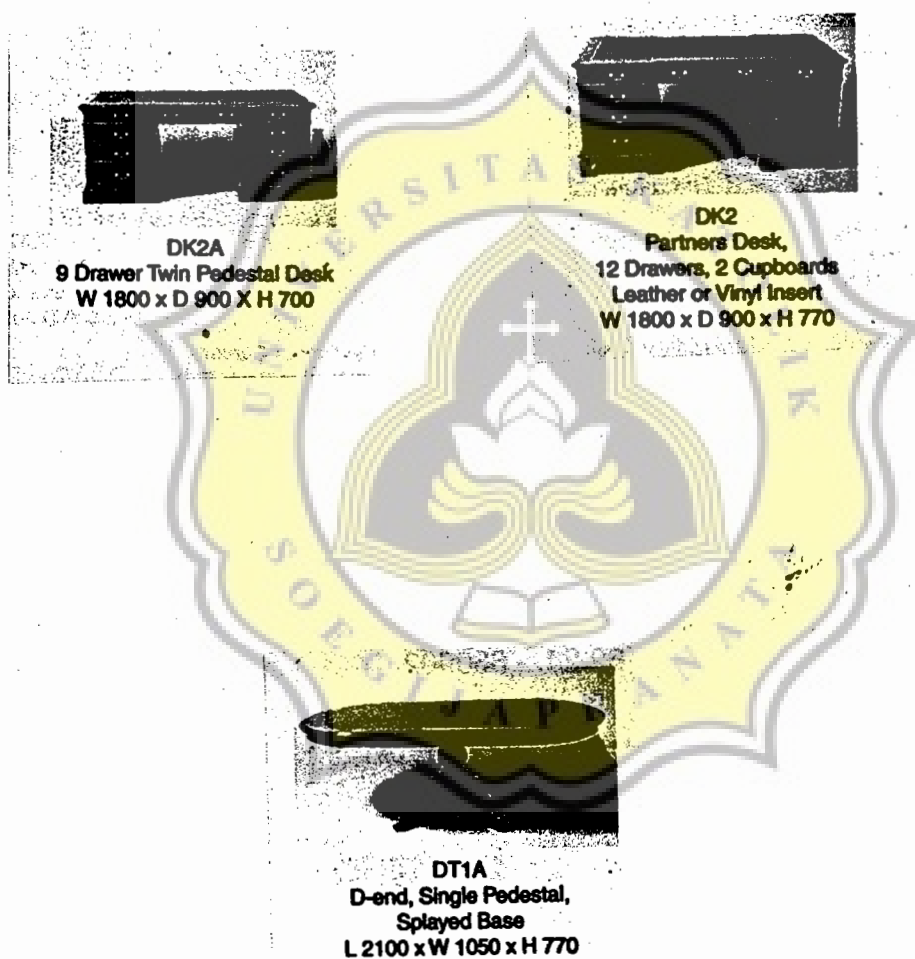 DK2A
9 Drawer Twin Pedestal Desk
W 1800 x D 900 X H 700
DK2
Partners Desk,
12 Drawers, 2 Cupboards
Leather or Vinyl Insert
W 1800 x D 900 x H 770
SOEGIJAPRANATA
DT1A
D-end, Single Pedestal,
Splayed Base
L 2100 x W 1050 x H 770